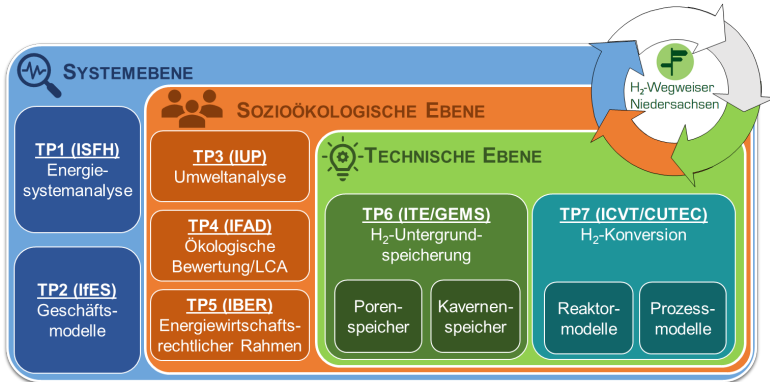 SYSTEMEBENE
H₂-Wegweiser
Niedersachsen
SOZIOÖKOLOGISCHE EBENE
TECHNISCHE EBENE
TP1 (ISFH)
Energie-
systemanalyse
TP2 (IfES)
Geschäfts-
modelle
TP3 (IUP)
Umweltanalyse
TP4 (IFAD)
Ökologische
Bewertung/LCA
TP5 (IBER)
Energiewirtschafts-
rechtlicher Rahmen
TP6 (ITE/GEMS)
H₂-Untergrund-
speicherung
Poren-
speicher
Kavernen-
speicher
TP7 (ICVT/CUTEC)
H₂-Konversion
Reaktor-
modelle
Prozess-
modelle